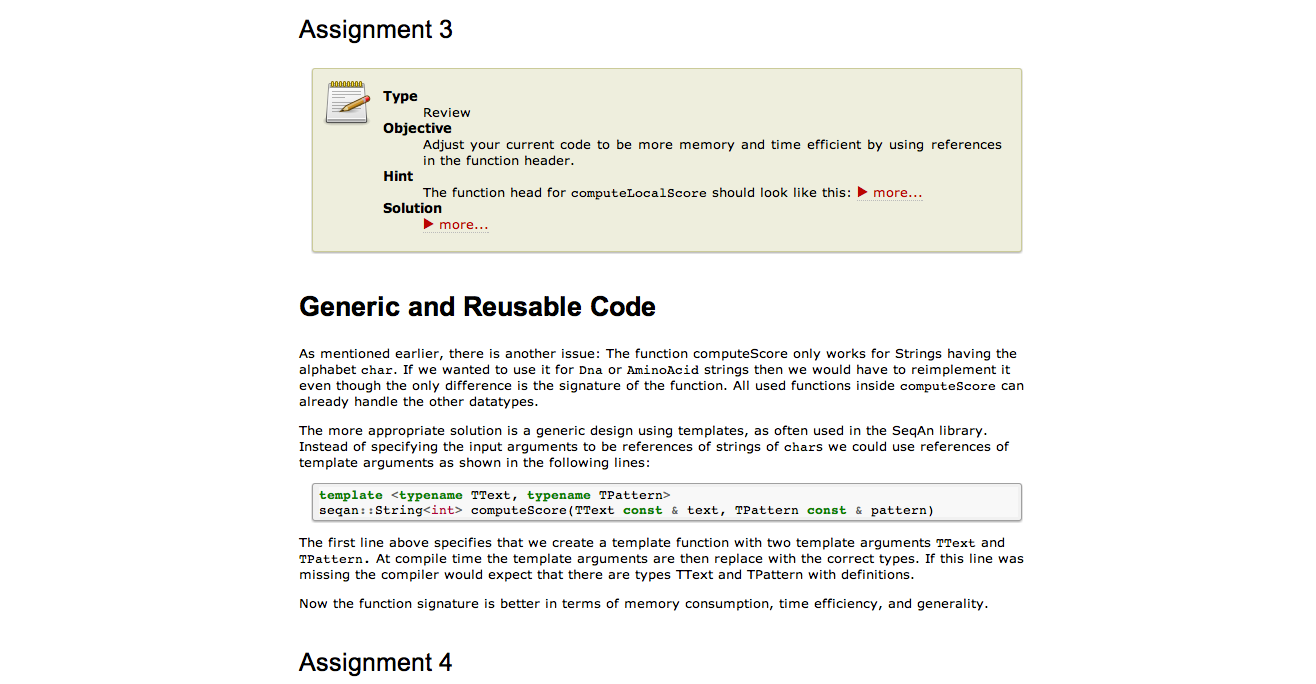 Assignment 3
Type
Review
Objective
Adjust your current code to be more memory and time efficient by using references
in the function header.
Hint
The function head for computeLocalScore should look like this: ▶ more...
Solution
▶ more...
Generic and Reusable Code
As mentioned earlier, there is another issue: The function computeScore only works for Strings having the
alphabet char. If we wanted to use it for Dna or AminoAcid strings then we would have to reimplement it
even though the only difference is the signature of the function. All used functions inside computeScore can
already handle the other datatypes.
The more appropriate solution is a generic design using templates, as often used in the SeqAn library.
Instead of specifying the input arguments to be references of strings of chars we could use references of
template arguments as shown in the following lines:
template <typename TText, typename TPattern>
seqan::String<int> computeScore(TText const & text, TPattern const & pattern)
The first line above specifies that we create a template function with two template arguments TText and
TPattern. At compile time the template arguments are then replace with the correct types. If this line was
missing the compiler would expect that there are types TText and TPattern with definitions.
Now the function signature is better in terms of memory consumption, time efficiency, and generality.
Assignment 4